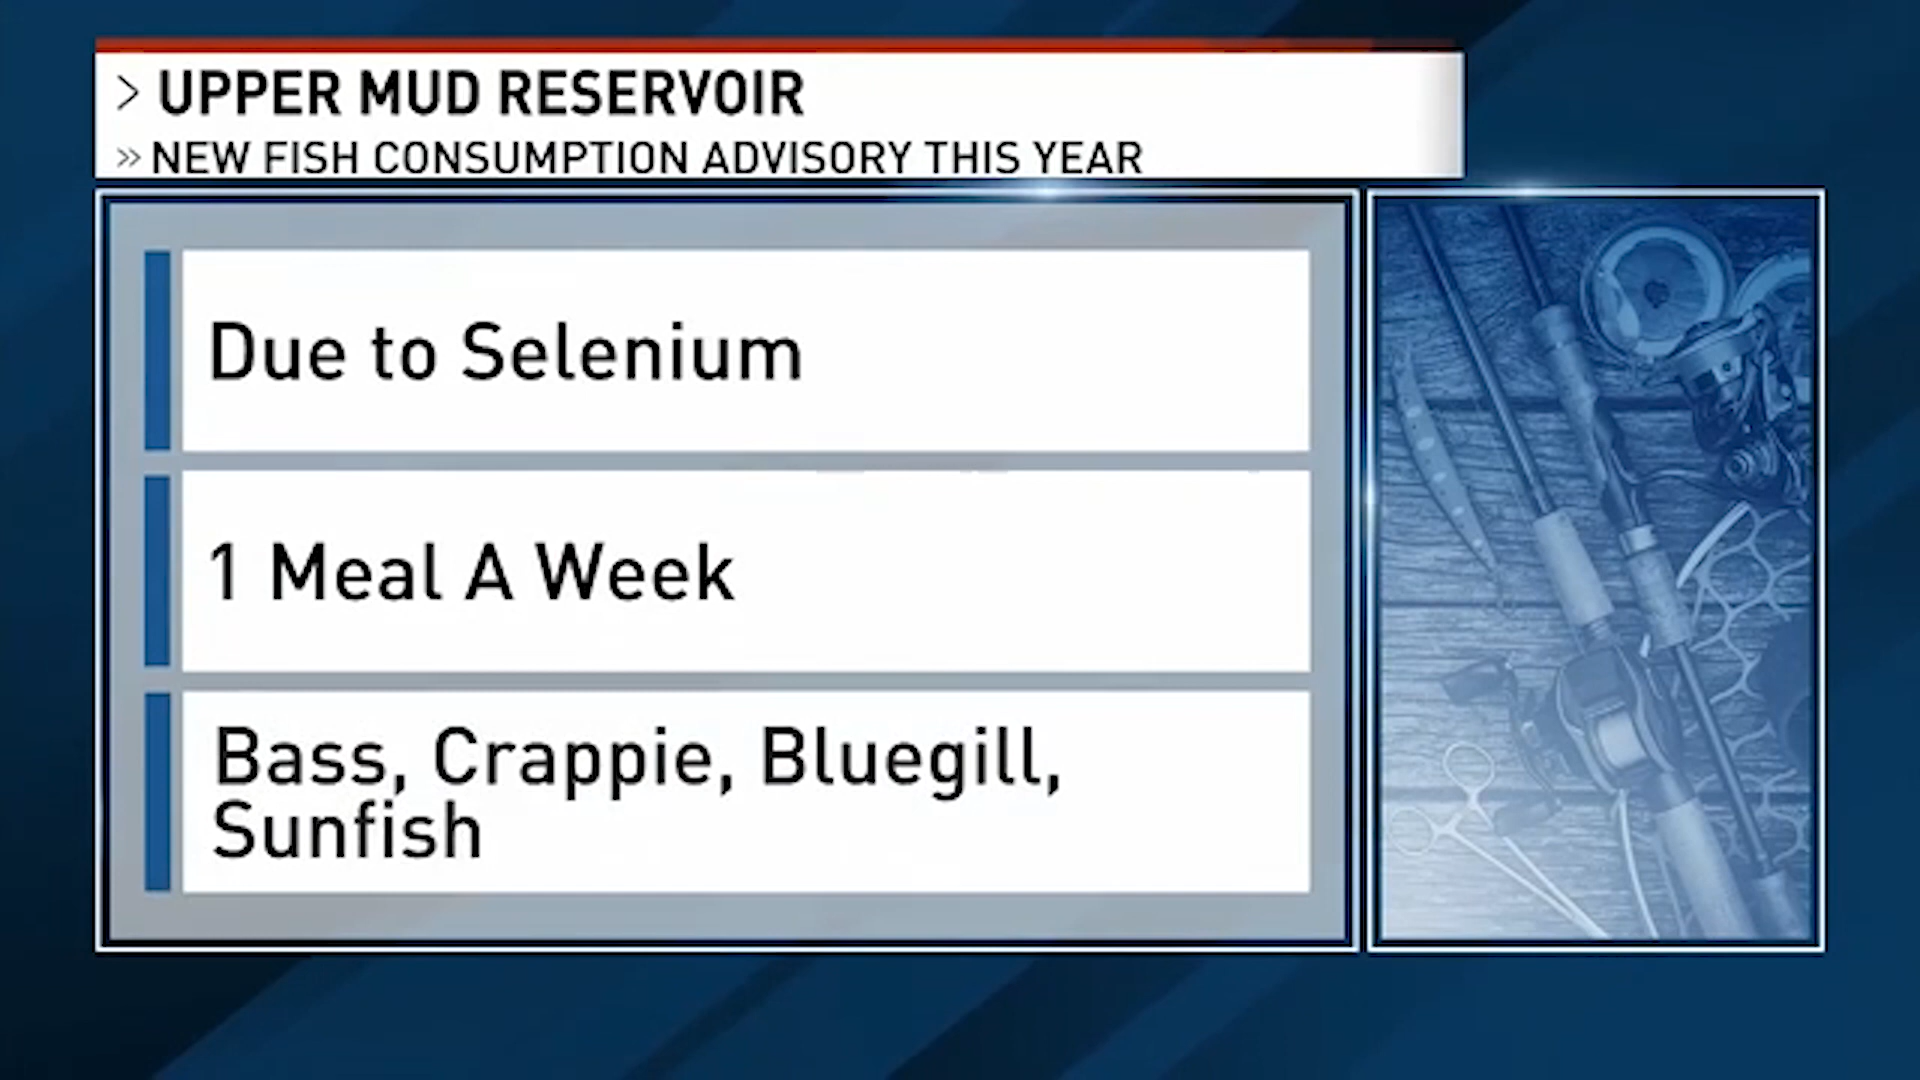 > UPPER MUD RESERVOIR
>> NEW FISH CONSUMPTION ADVISORY THIS YEAR
Due to Selenium
1 Meal A Week
Bass, Crappie, Bluegill,
Sunfish